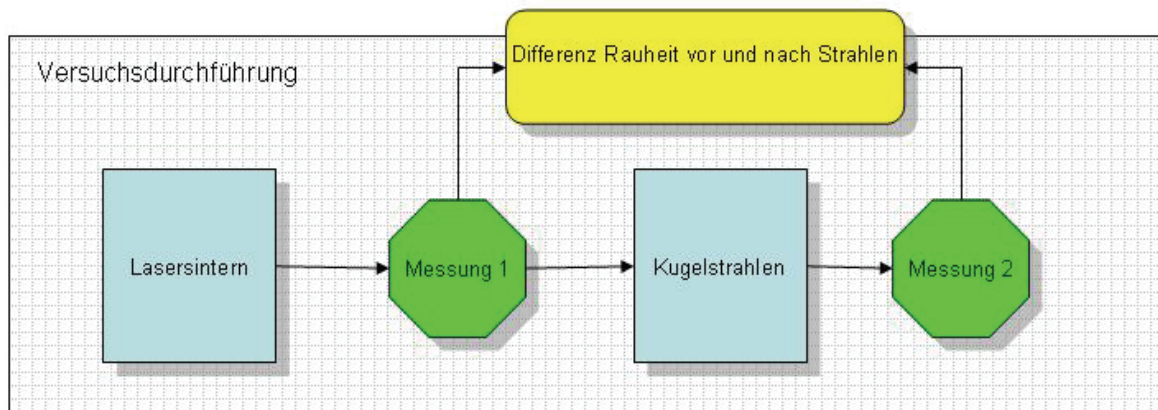 Differenz Rauheit vor und nach Strahlen
Versuchsdurchführung
Lasersintern
Messung 1
Kugelstrahlen
Messung 2